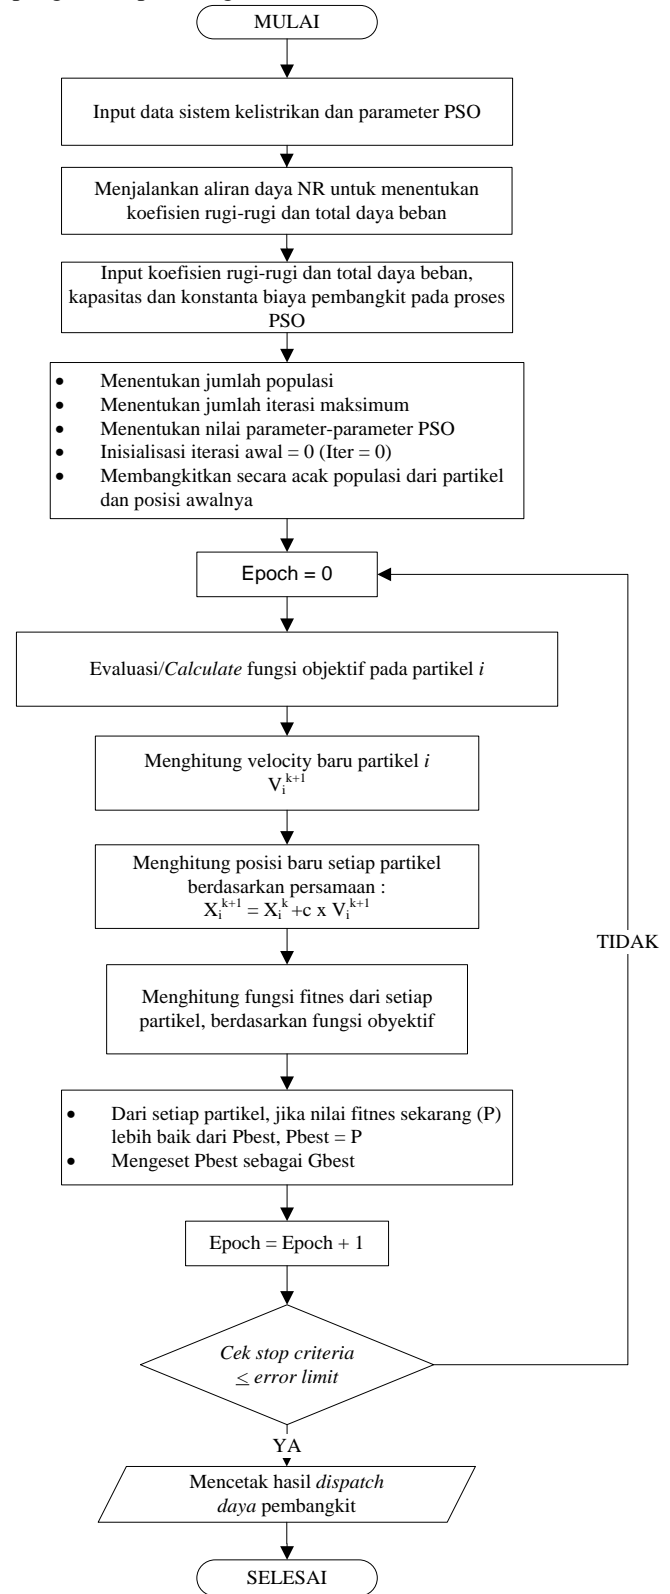 MULAI
Input data sistem kelistrikan dan parameter PSO
Menjalankan aliran daya NR untuk menentukan
koefisien rugi-rugi dan total daya beban
Input koefisien rugi-rugi dan total daya beban,
kapasitas dan konstanta biaya pembangkit pada proses
PSO
• Menentukan jumlah populasi
• Menentukan jumlah iterasi maksimum
• Menentukan nilai parameter-parameter PSO
• Inisialisasi iterasi awal = 0 (Iter = 0)
• Membangkitkan secara acak populasi dari partikel
dan posisi awalnya
Epoch = 0
Evaluasi/Calculate fungsi objektif pada partikel i
Menghitung velocity baru partikel i
V_i^{k+1}
Menghitung posisi baru setiap partikel
berdasarkan persamaan :
X_i^{k+1} = X_i^k +c x V_i^{k+1}
TIDAK
Menghitung fungsi fitnes dari setiap
partikel, berdasarkan fungsi obyektif
• Dari setiap partikel, jika nilai fitnes sekarang (P)
lebih baik dari Pbest, Pbest = P
• Mengeset Pbest sebagai Gbest
Epoch = Epoch + 1
Cek stop criteria
≤ error limit
YA
Mencetak hasil dispatch
daya pembangkit
SELESAI